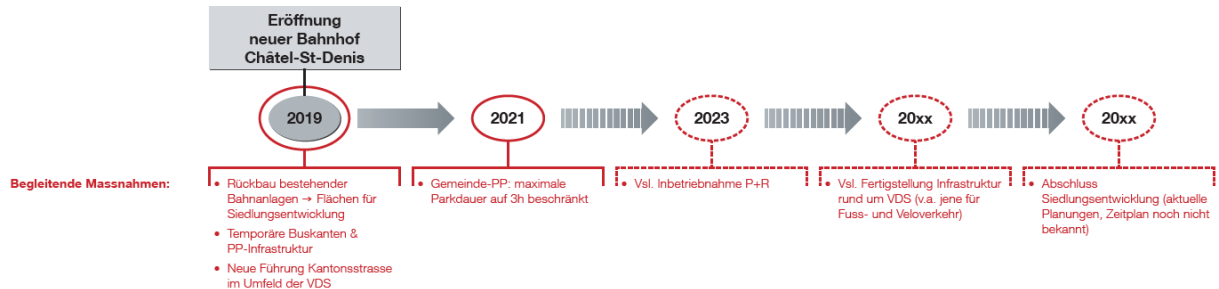 Eröffnung
neuer Bahnhof
Châtel-St-Denis
2019
2021
2023
20xx
20xx
Begleitende Massnahmen:
• Rückbau bestehender
Bahnanlagen → Flächen für
Siedlungsentwicklung
• Temporäre Buskanten &
PP-Infrastruktur
• Neue Führung Kantonsstrasse
im Umfeld der VDS
• Gemeinde-PP: maximale
Parkdauer auf 3h beschränkt
• Vsl. Inbetriebnahme P+R
• Vsl. Fertigstellung Infrastruktur
rund um VDS (v.a. jene für
Fuss- und Veloverkehr)
• Abschluss
Siedlungsentwicklung (aktuelle
Planungen, Zeitplan noch nicht
bekannt)